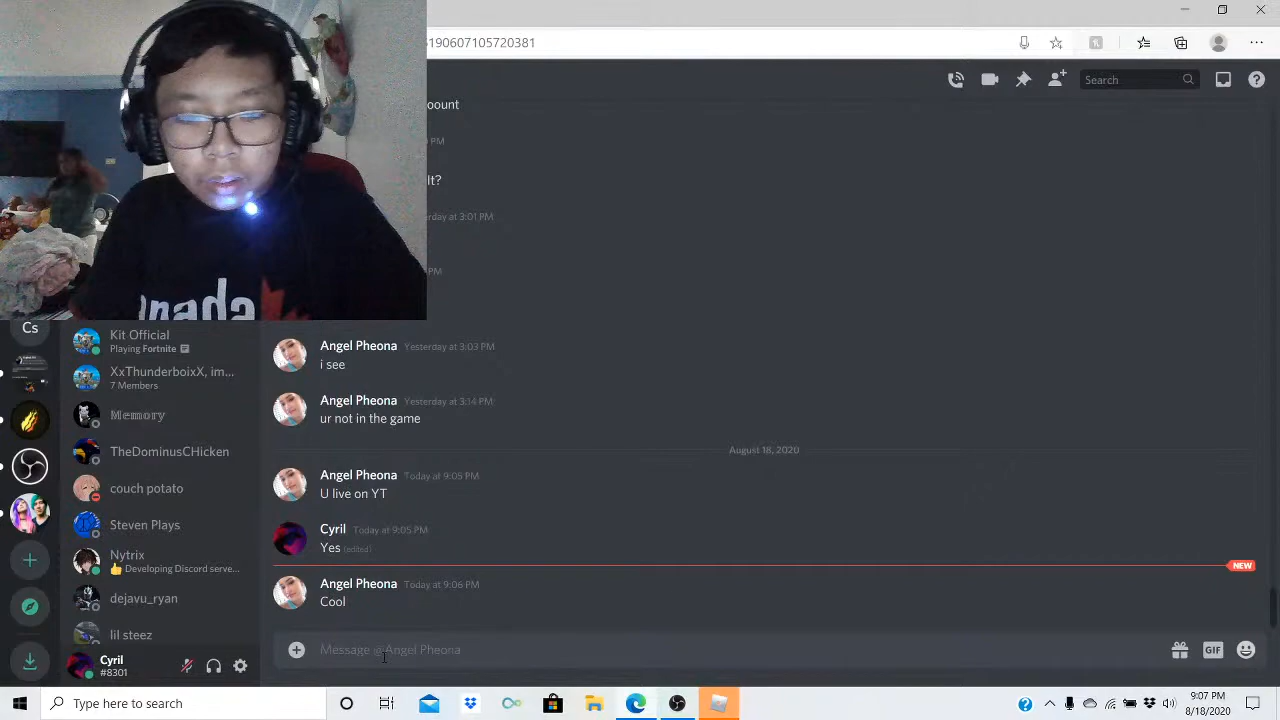 190607105720381
Search
ount
PM
lt?
rday at 3:01 PM
PM
nada
Cs
Kit Official
Playing Fortnite
XxThunderboixX, im...
7 Members
Memory
TheDominusCHicken
couch potato
Steven Plays
Nytrix
👍 Developing Discord serve...
dejavu_ryan
lil steez
Cyril
#8301
Angel Pheona Yesterday at 3:03 PM
i see
Angel Pheona Yesterday at 3:14 PM
ur not in the game
August 18, 2020
Angel Pheona Today at 9:05 PM
U live on YT
Cyril Today at 9:05 PM
Yes (edited)
NEW
Angel Pheona Today at 9:06 PM
Cool
Message @Angel Pheona
GIF
Type here to search
9:07 PM
8/18/2020